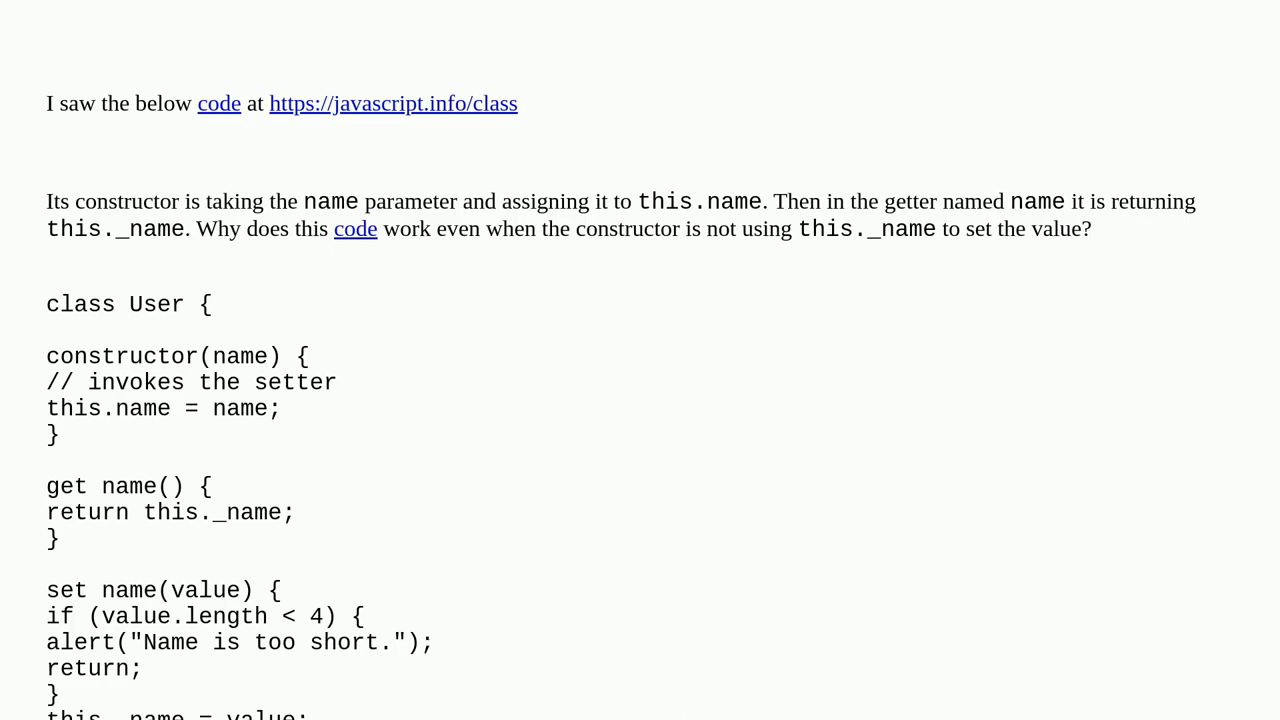 I saw the below code at https://javascript.info/class
Its constructor is taking the name parameter and assigning it to this.name. Then in the getter named name it is returning
this._name. Why does this code work even when the constructor is not using this._name to set the value?
class User {
constructor(name) {
// invokes the setter
this.name = name;
}
get name() {
return this._name;
}
set name(value) {
if (value.length < 4) {
alert("Name is too short.");
return;
}
this._name = value;